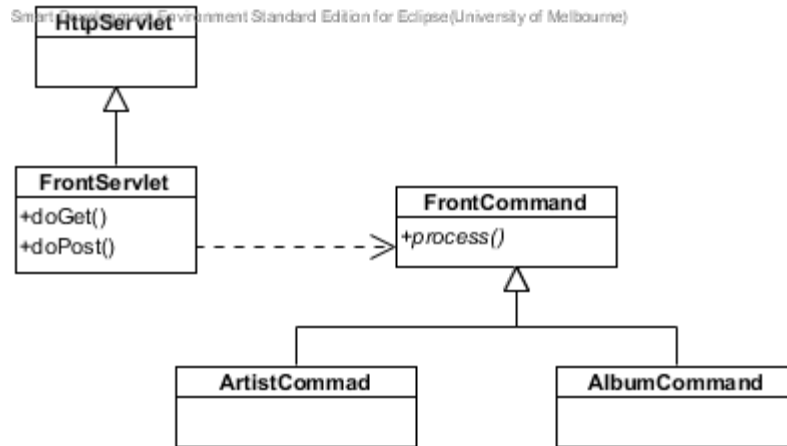 Smart Development Environment Standard Edition for Eclipse(University of Melbourne)
HttpServlet
FrontServlet
+doGet()
+doPost()
FrontCommand
+process()
ArtistCommad
AlbumCommand